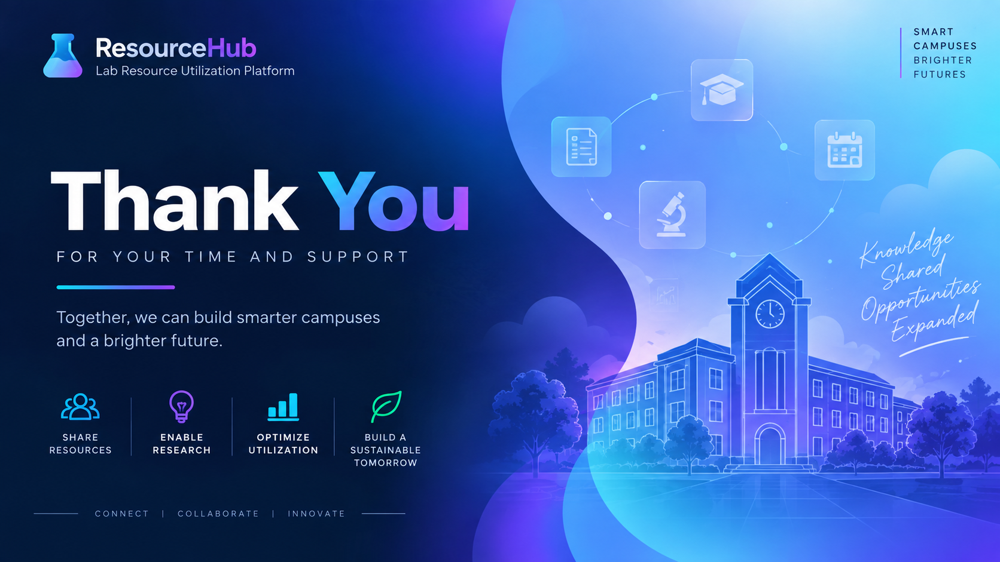 ResourceHub
Lab Resource Utilization Platform
SMART
CAMPUSES
BRIGHTER
FUTURES
Thank You
FOR YOUR TIME AND SUPPORT
Together, we can build smarter campuses
and a brighter future.
Knowledge
Shared
Opportunities
Expanded
SHARE
RESOURCES
ENABLE
RESEARCH
OPTIMIZE
UTILIZATION
BUILD A
SUSTAINABLE
TOMORROW
CONNECT | COLLABORATE | INNOVATE